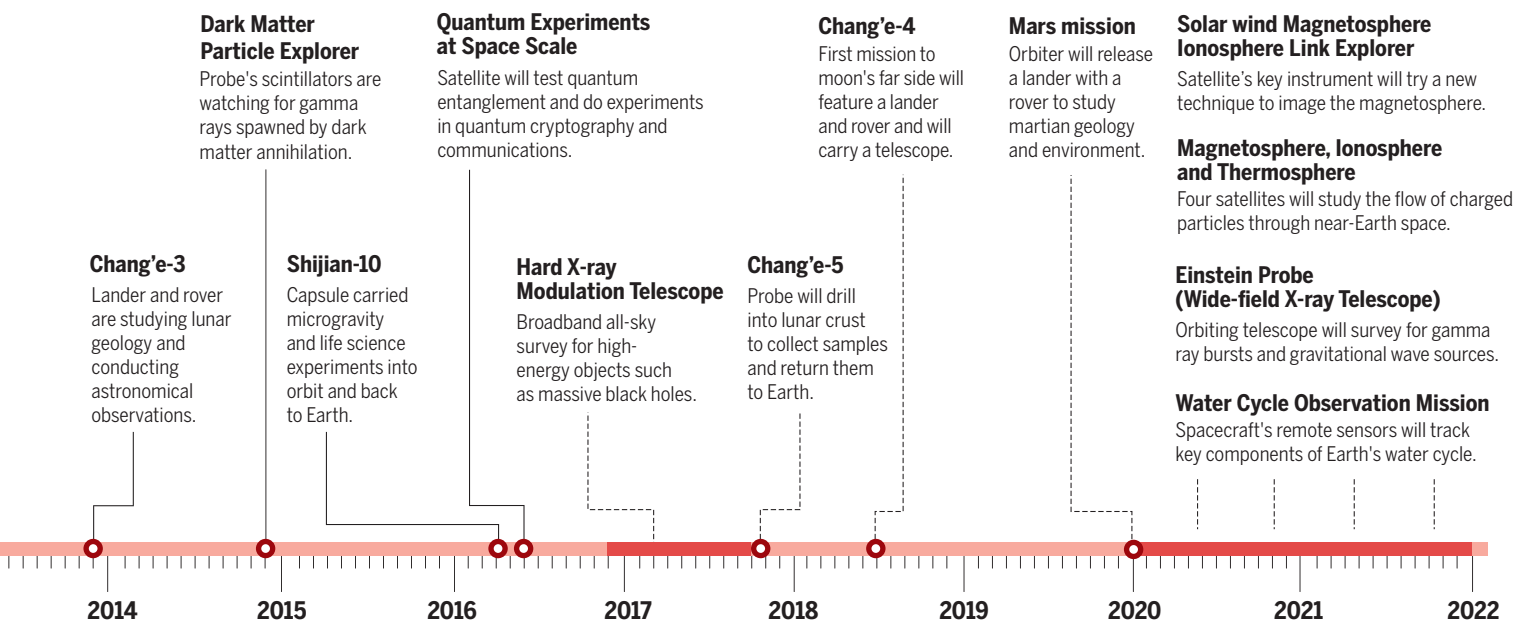 Dark Matter
Particle Explorer
Probe's scintillators are
watching for gamma
rays spawned by dark
matter annihilation.
Quantum Experiments
at Space Scale
Satellite will test quantum
entanglement and do experiments
in quantum cryptography and
communications.
Chang’e-4
First mission to
moon's far side will
feature a lander
and rover and will
carry a telescope.
Mars mission
Orbiter will release
a lander with a
rover to study
martian geology
and environment.
Solar wind Magnetosphere
Ionosphere Link Explorer
Satellite’s key instrument will try a new
technique to image the magnetosphere.
Magnetosphere, Ionosphere
and Thermosphere
Four satellites will study the flow of charged
particles through near-Earth space.
Chang’e-3
Lander and rover
are studying lunar
geology and
conducting
astronomical
observations.
Shijian-10
Capsule carried
microgravity
and life science
experiments into
orbit and back
to Earth.
Hard X-ray
Modulation Telescope
Broadband all-sky
survey for high-
energy objects such
as massive black holes.
Chang’e-5
Probe will drill
into lunar crust
to collect samples
and return them
to Earth.
Einstein Probe
(Wide-field X-ray Telescope)
Orbiting telescope will survey for gamma
ray bursts and gravitational wave sources.
Water Cycle Observation Mission
Spacecraft's remote sensors will track
key components of Earth's water cycle.
2014 2015 2016 2017 2018 2019 2020 2021 2022